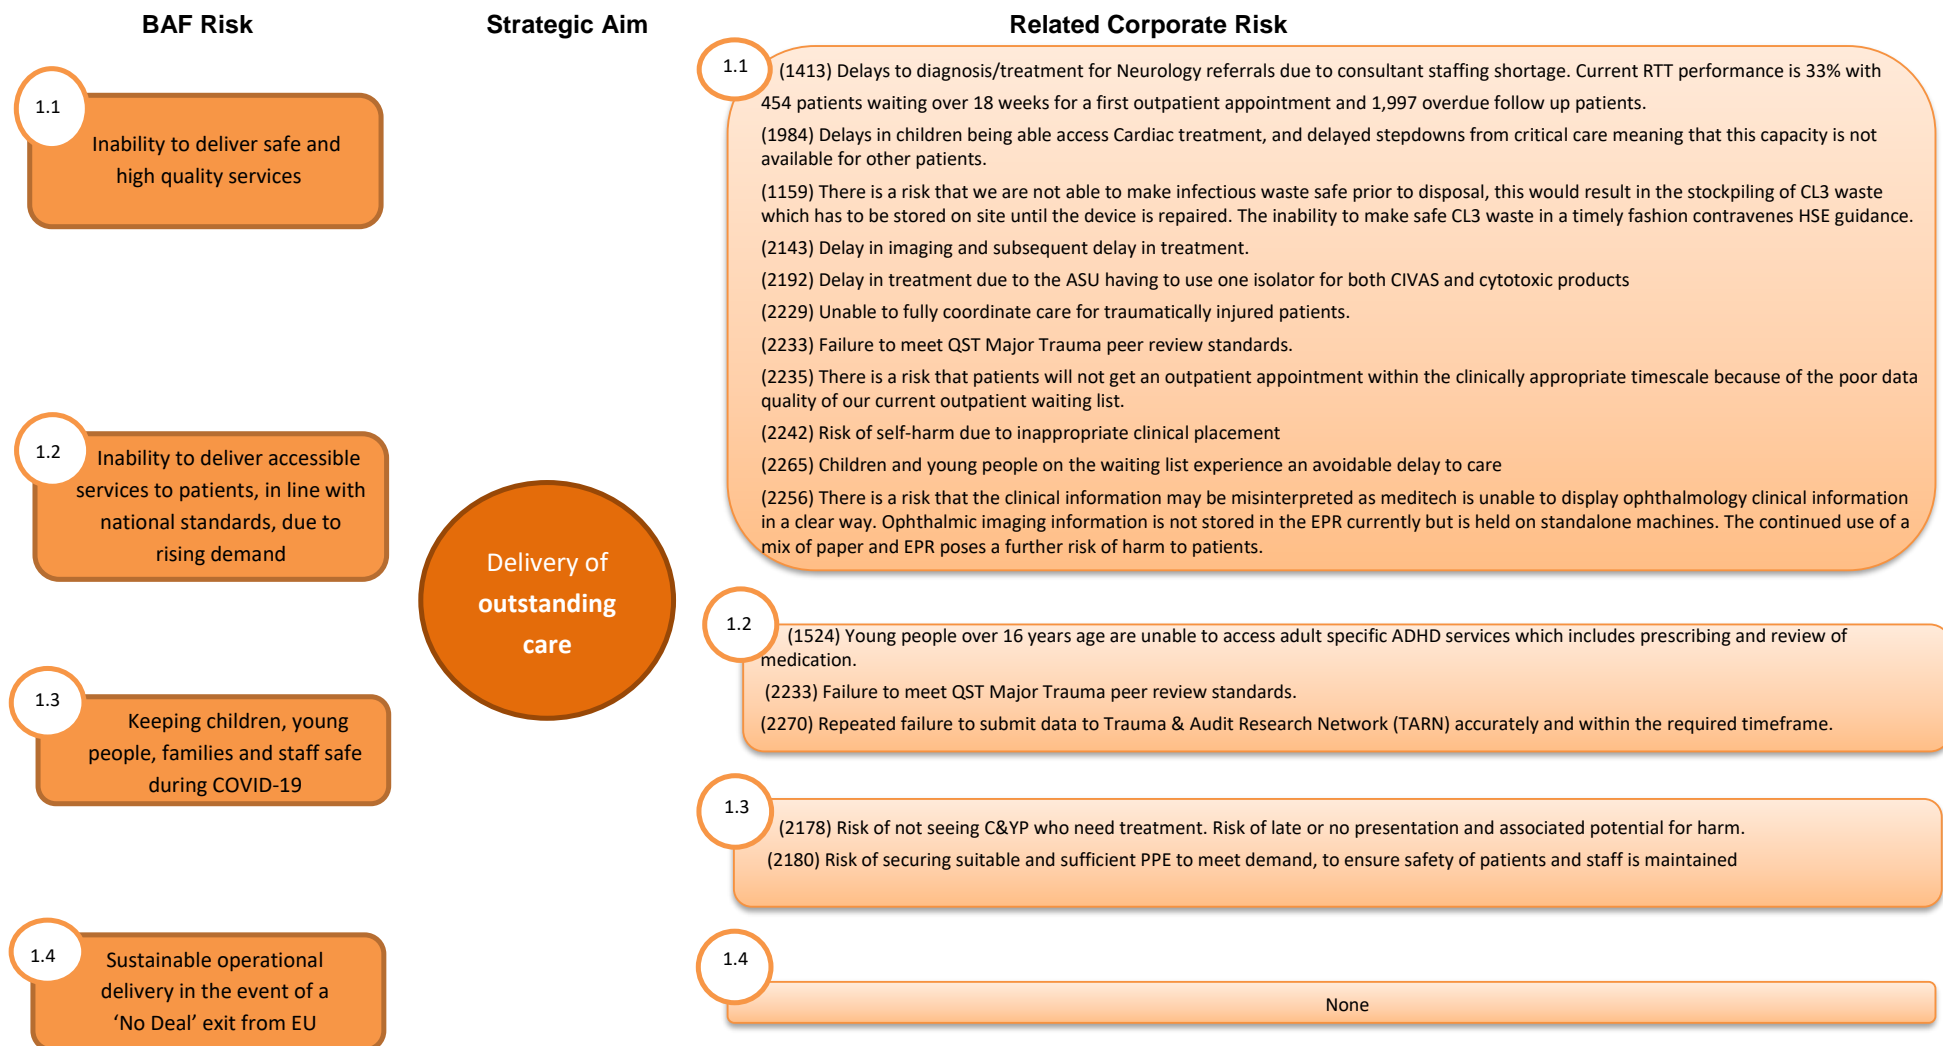 BAF Risk
Strategic Aim
Related Corporate Risk
1.1
Inability to deliver safe and
high quality services
1.2
Inability to deliver accessible
services to patients, in line with
national standards, due to
rising demand
1.3
Keeping children, young
people, families and staff safe
during COVID-19
1.4
Sustainable operational
delivery in the event of a
‘No Deal’ exit from EU
Delivery of
outstanding
care
1.1
(1413) Delays to diagnosis/treatment for Neurology referrals due to consultant staffing shortage. Current RTT performance is 33% with
454 patients waiting over 18 weeks for a first outpatient appointment and 1,997 overdue follow up patients.
(1984) Delays in children being able access Cardiac treatment, and delayed stepdowns from critical care meaning that this capacity is not
available for other patients.
(1159) There is a risk that we are not able to make infectious waste safe prior to disposal, this would result in the stockpiling of CL3 waste
which has to be stored on site until the device is repaired. The inability to make safe CL3 waste in a timely fashion contravenes HSE guidance.
(2143) Delay in imaging and subsequent delay in treatment.
(2192) Delay in treatment due to the ASU having to use one isolator for both CIVAS and cytotoxic products
(2229) Unable to fully coordinate care for traumatically injured patients.
(2233) Failure to meet QST Major Trauma peer review standards.
(2235) There is a risk that patients will not get an outpatient appointment within the clinically appropriate timescale because of the poor data
quality of our current outpatient waiting list.
(2242) Risk of self-harm due to inappropriate clinical placement
(2265) Children and young people on the waiting list experience an avoidable delay to care
(2256) There is a risk that the clinical information may be misinterpreted as meditech is unable to display ophthalmology clinical information
in a clear way. Ophthalmic imaging information is not stored in the EPR currently but is held on standalone machines. The continued use of a
mix of paper and EPR poses a further risk of harm to patients.
1.2
(1524) Young people over 16 years age are unable to access adult specific ADHD services which includes prescribing and review of
medication.
(2233) Failure to meet QST Major Trauma peer review standards.
(2270) Repeated failure to submit data to Trauma & Audit Research Network (TARN) accurately and within the required timeframe.
1.3
(2178) Risk of not seeing C&YP who need treatment. Risk of late or no presentation and associated potential for harm.
(2180) Risk of securing suitable and sufficient PPE to meet demand, to ensure safety of patients and staff is maintained
1.4
None